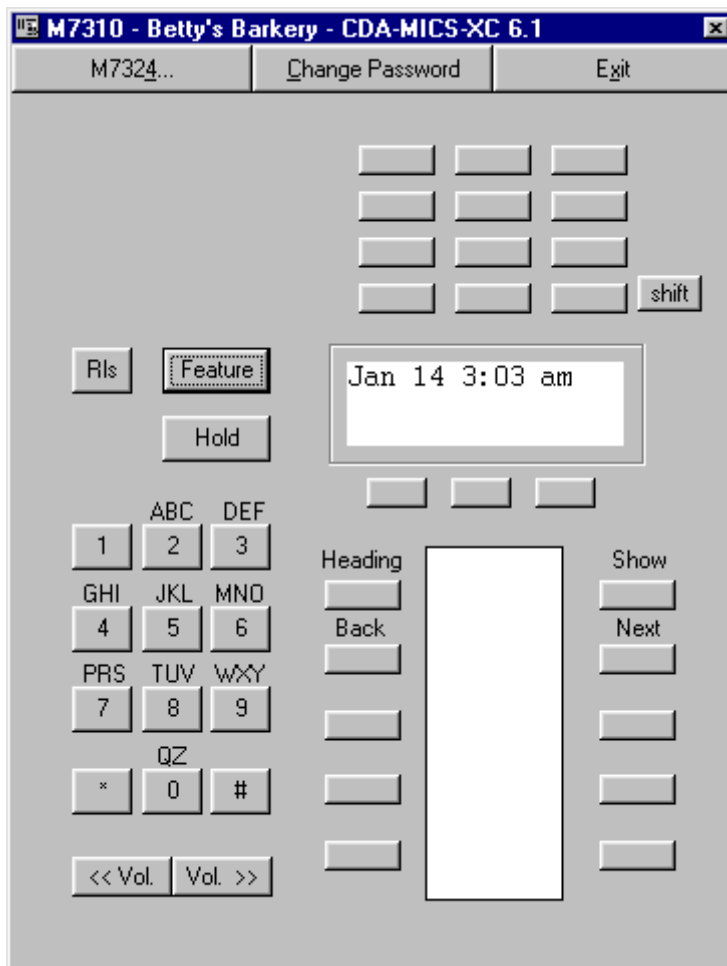 M7310 - Betty's Barkery - CDA-MICS-XC 6.1
M7324... Change Password Exit
shift
Rls Feature
Jan 14 3:03 am
Hold
ABC DEF
1 2 3
Heading Show
GHI JKL MNO
4 5 6
Back Next
PRS TUV WXY
7 8 9
QZ
* 0 #
<< Vol. Vol. >>